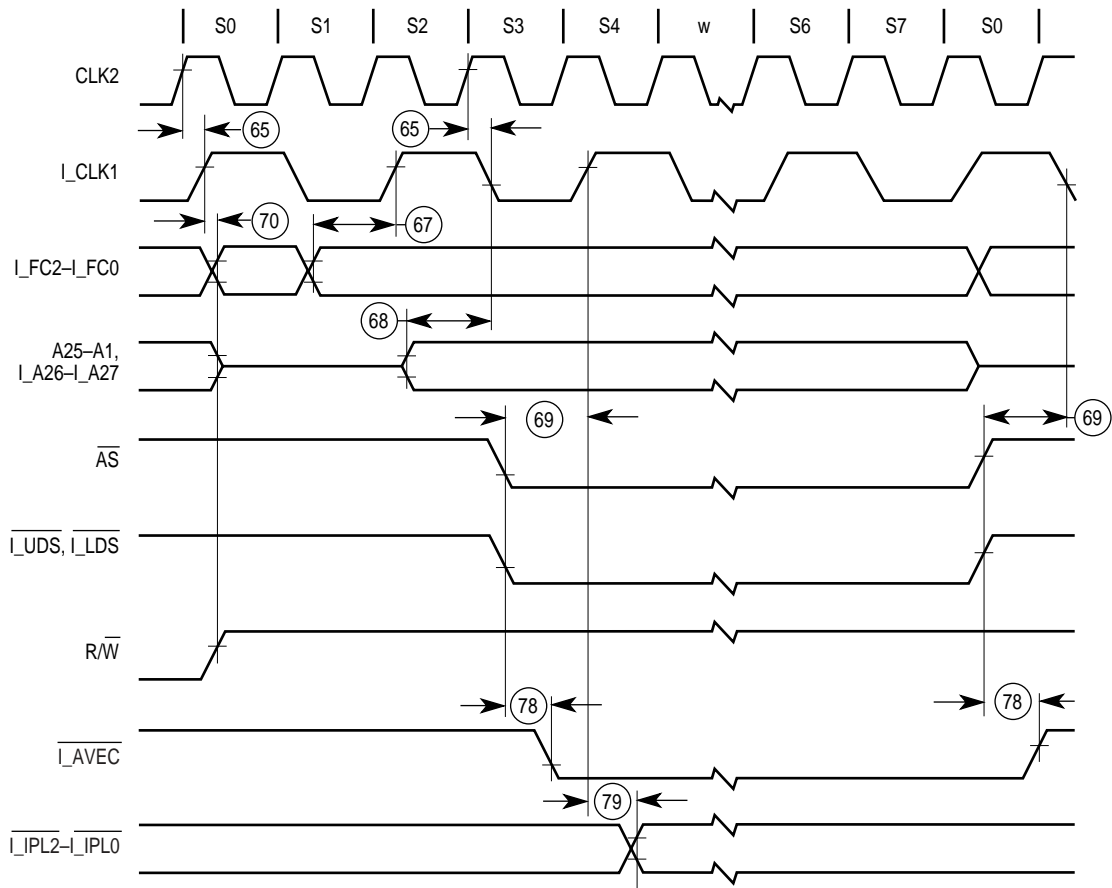 S0 S1 S2 S3 S4 w S6 S7 S0
CLK2
65 65
I_CLK1
70 67
I_FC2–I_FC0
68
A25–A1,
I_A26–I_A27
69 69
AS
I_UDS, I_LDS
R/W
78 78
I_AVEC
79
I_IPL2–I_IPL0